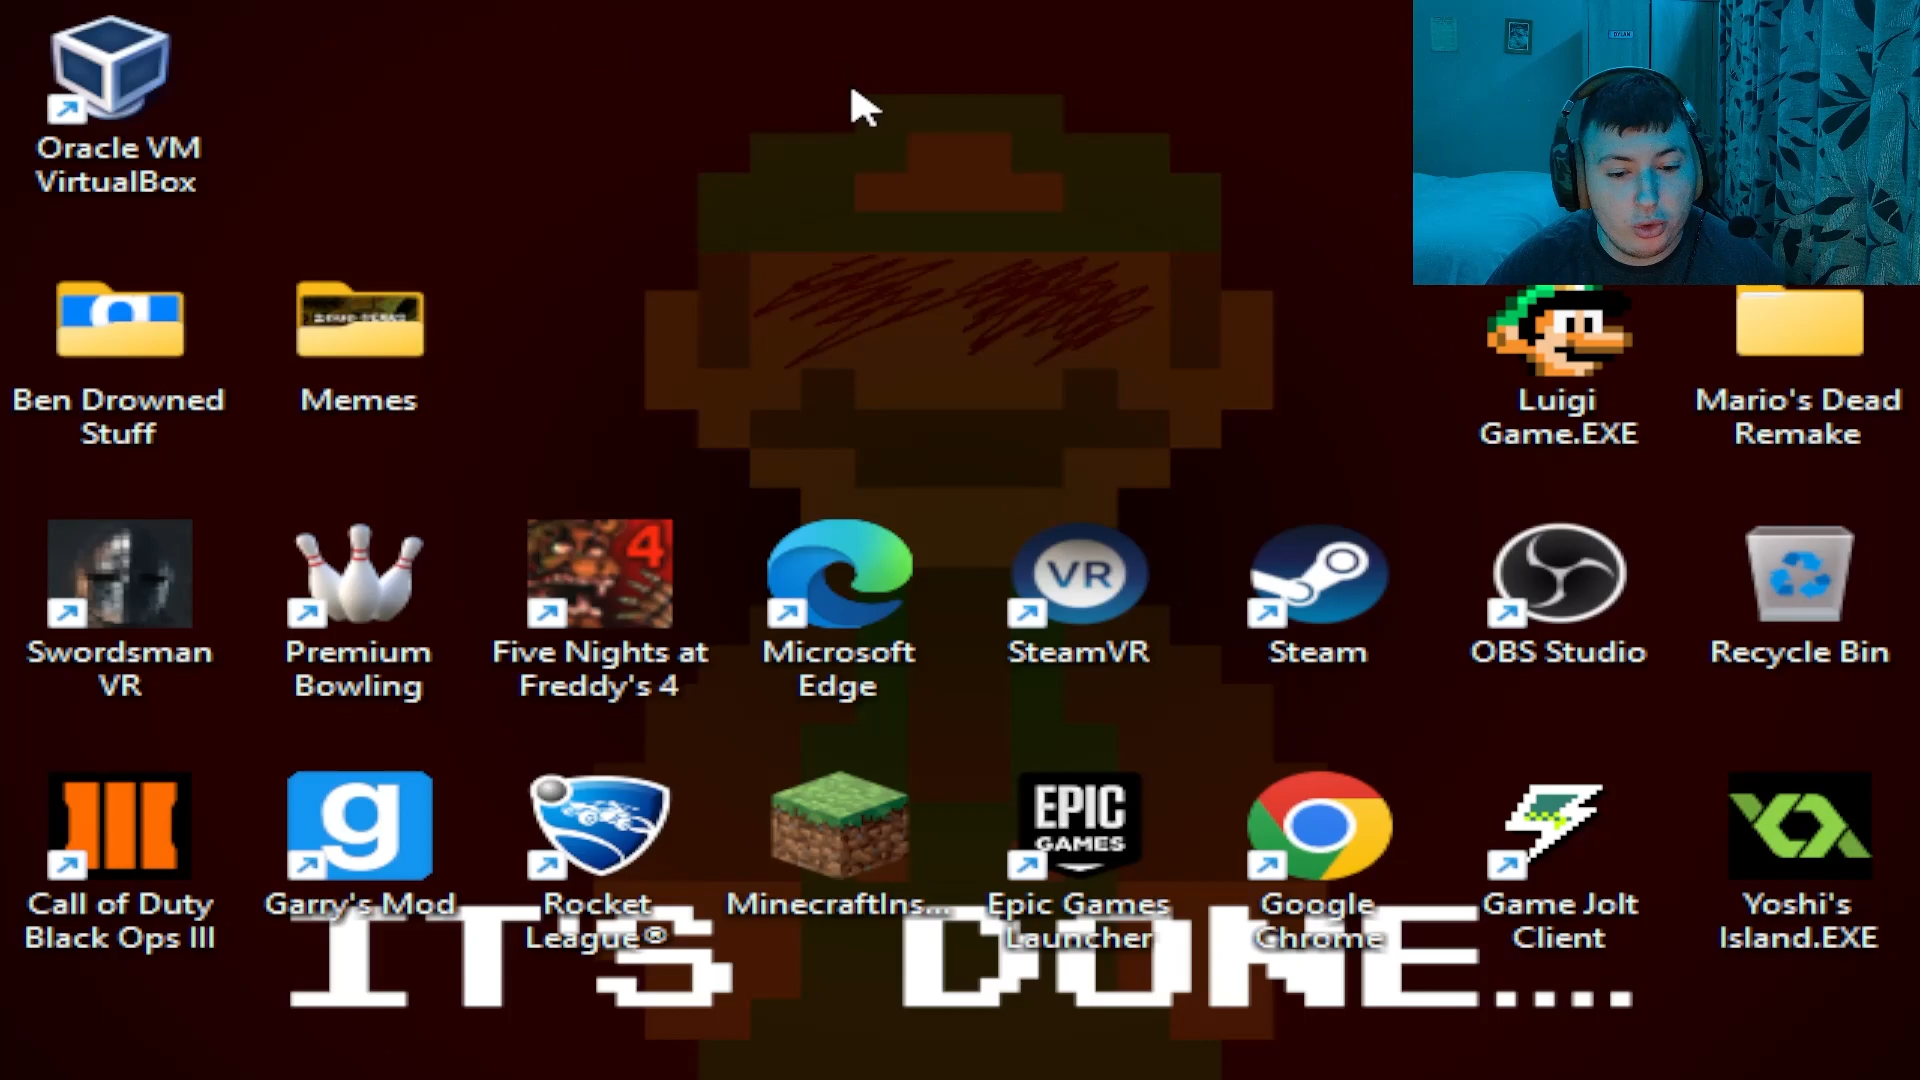 Oracle VM
VirtualBox
DYLAN
Ben Drowned
Stuff
Memes
Luigi
Game.EXE
Mario's Dead
Remake
4
VR
Swordsman
VR
Premium
Bowling
Five Nights at
Freddy's 4
Microsoft
Edge
SteamVR
Steam
OBS Studio
Recycle Bin
III
g
EPIC
GAMES
Call of Duty
Black Ops III
Garry's Mod
Rocket
League®
MinecraftIns...
Epic Games
Launcher
Google
Chrome
Game Jolt
Client
Yoshi's
Island.EXE
IT'S DONE....